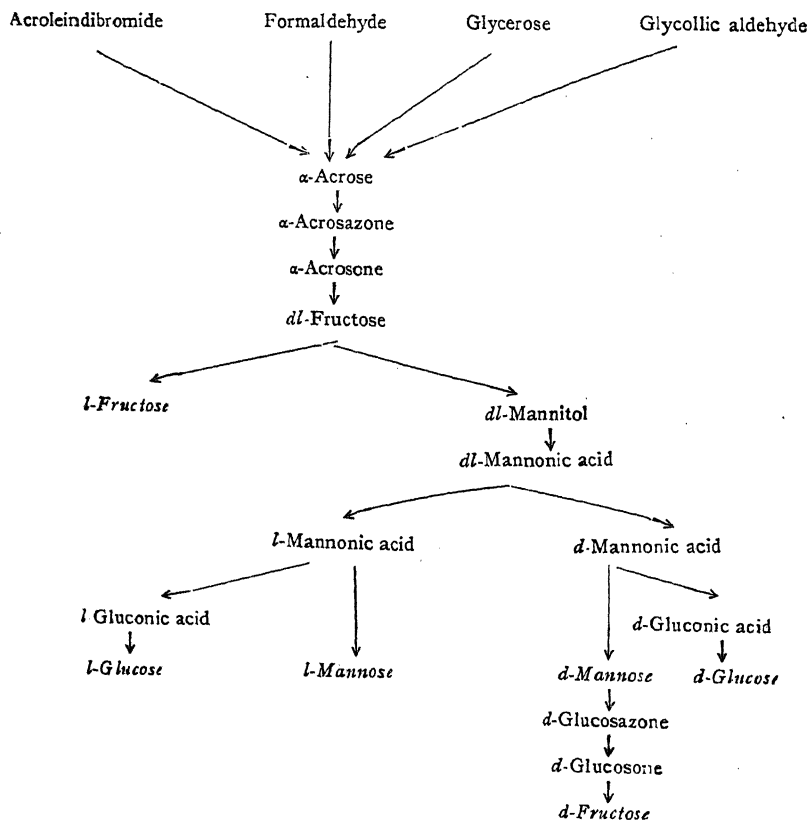 Acroleindibromide Formaldehyde Glycerose Glycollic aldehyde
α-Acrose
α-Acrosazone
α-Acrosone
dl-Fructose
l-Fructose
dl-Mannitol
dl-Mannonic acid
l-Mannonic acid d-Mannonic acid
l Gluconic acid d-Gluconic acid
l-Glucose l-Mannose d-Mannose d-Glucose
d-Glucosazone
d-Glucosone
d-Fructose